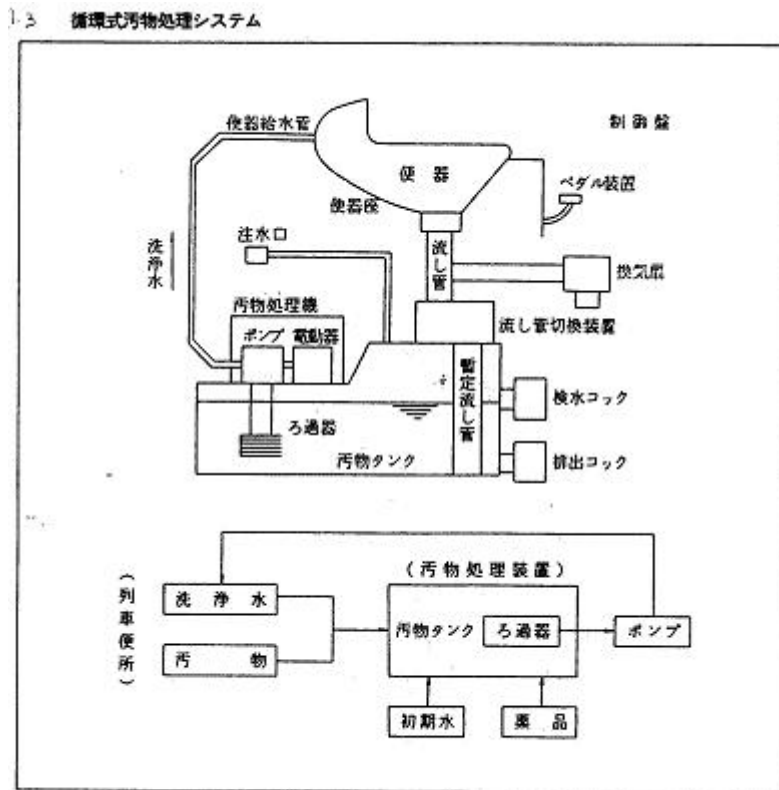 1.3 循環式汚物処理システム
便器給水管
制御盤
便器
ペダル装置
便器座
注水口
流し管
洗浄水
換気扇
汚物処理機
流し管切換装置
ポンプ 電動器
暫定流し管
検水コック
ろ過器
汚物タンク
排出コック
(汚物処理装置)
(列車便所)
洗浄水
汚物タンク
ろ過器
ポンプ
汚物
初期水
薬品